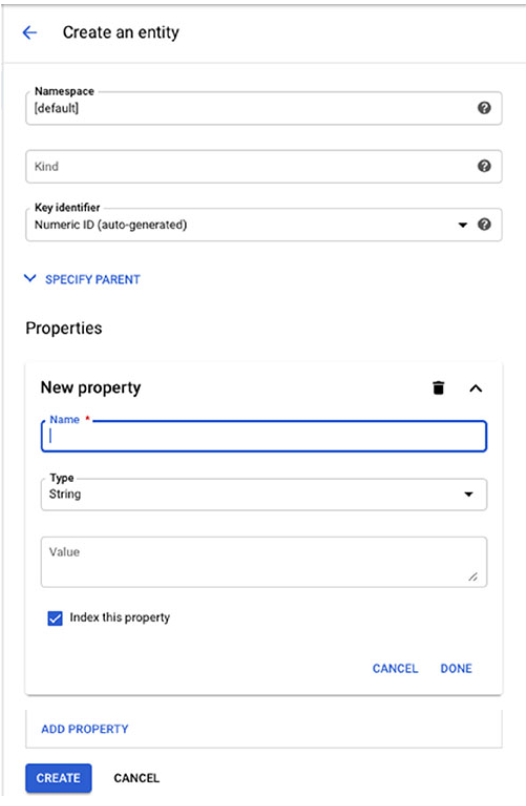 Create an entity
Namespace
[default]
Kind
Key identifier
Numeric ID (auto-generated)
SPECIFY PARENT
Properties
New property
Name *
Type
String
Value
Index this property
CANCEL DONE
ADD PROPERTY
CREATE CANCEL